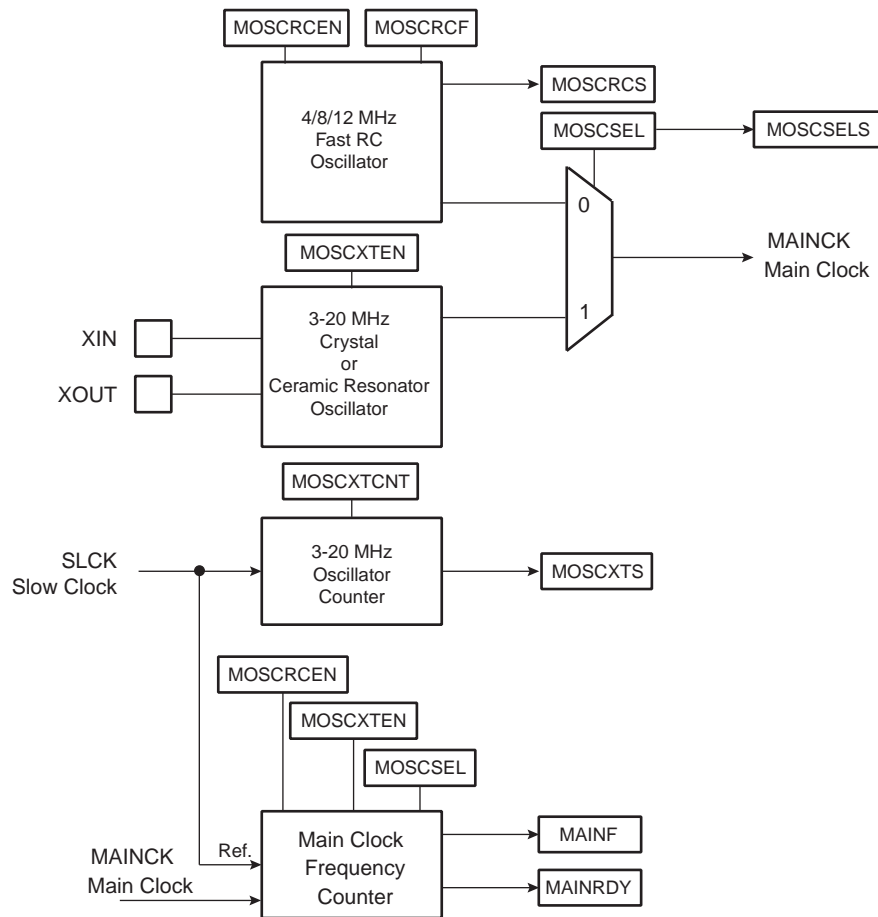 MOSCRCEN
MOSCRCF
4/8/12 MHz
Fast RC
Oscillator
MOSCRCS
MOSCSEL
MOSCSELS
0
MAINCK
Main Clock
MOSCXTEN
3-20 MHz
Crystal
or
Ceramic Resonator
Oscillator
1
XIN
XOUT
MOSCXTCNT
3-20 MHz
Oscillator
Counter
SLCK
Slow Clock
MOSCXTS
MOSCRCEN
MOSCXTEN
MOSCSEL
Main Clock
Frequency
Counter
Ref.
MAINCK
Main Clock
MAINF
MAINRDY